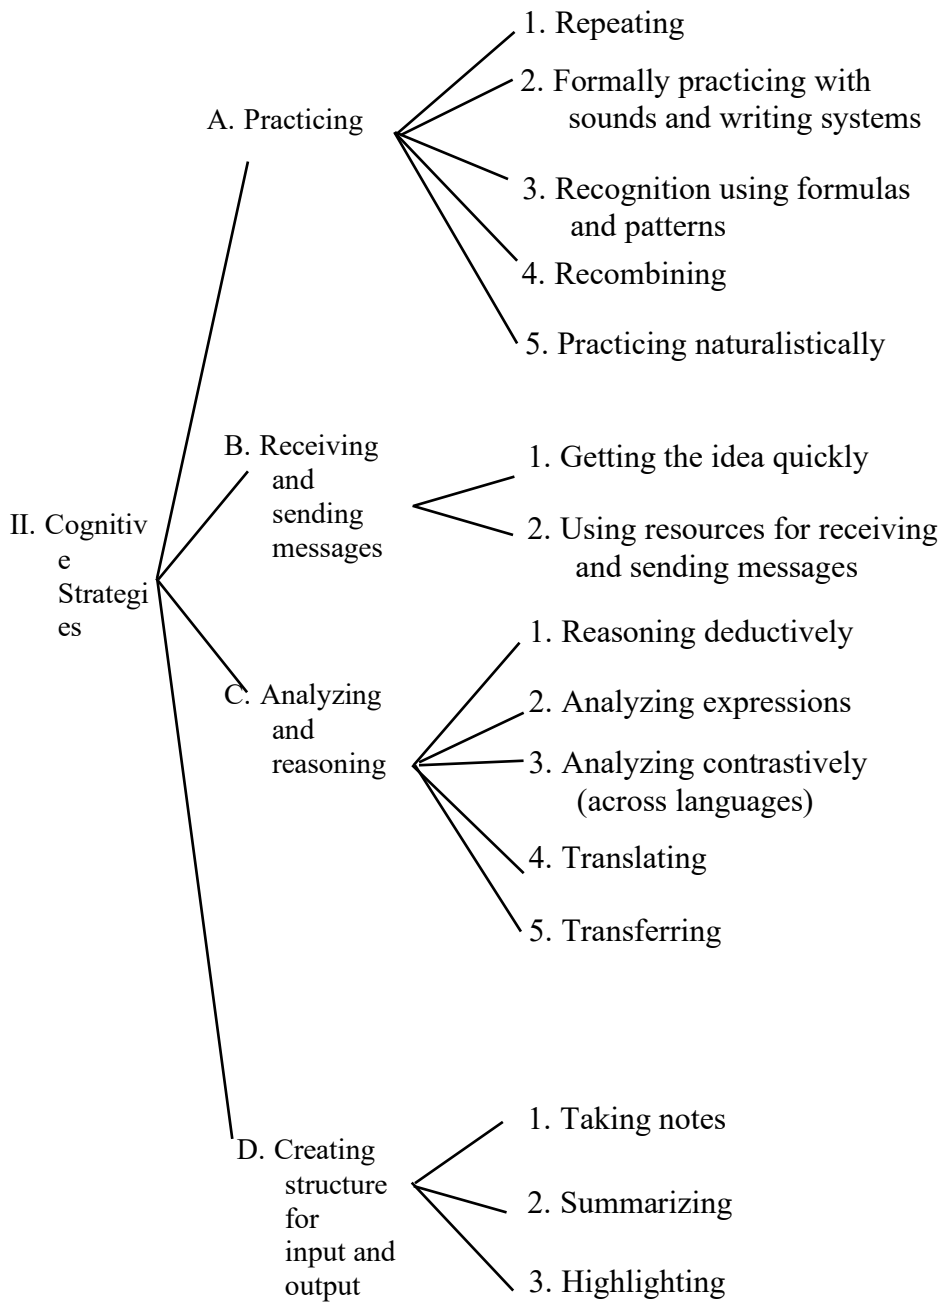 II. Cognitiv
e
Strategi
es
A. Practicing
1. Repeating
2. Formally practicing with
sounds and writing systems
3. Recognition using formulas
and patterns
4. Recombining
5. Practicing naturalistically
B. Receiving
and
sending
messages
1. Getting the idea quickly
2. Using resources for receiving
and sending messages
C. Analyzing
and
reasoning
1. Reasoning deductively
2. Analyzing expressions
3. Analyzing contrastively
(across languages)
4. Translating
5. Transferring
D. Creating
structure
for
input and
output
1. Taking notes
2. Summarizing
3. Highlighting